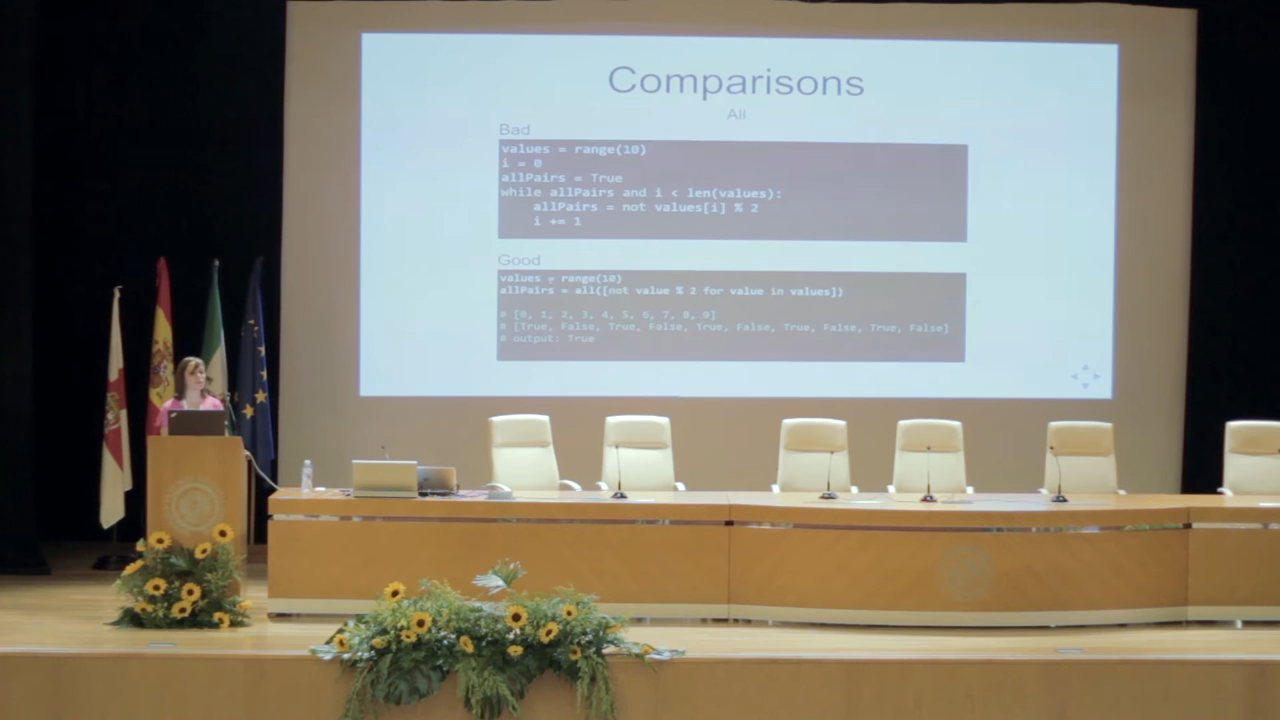 Comparisons
All
Bad
values = range(10)
i = 0
allPairs = True
while allPairs and i < len(values):
    allPairs = not values[i] % 2
    i += 1
Good
values = range(10)
allPairs = all([not value % 2 for value in values])
# [0, 1, 2, 3, 4, 5, 6, 7, 8, 9]
# [True, False, True, False, True, False, True, False, True, False]
# output: True